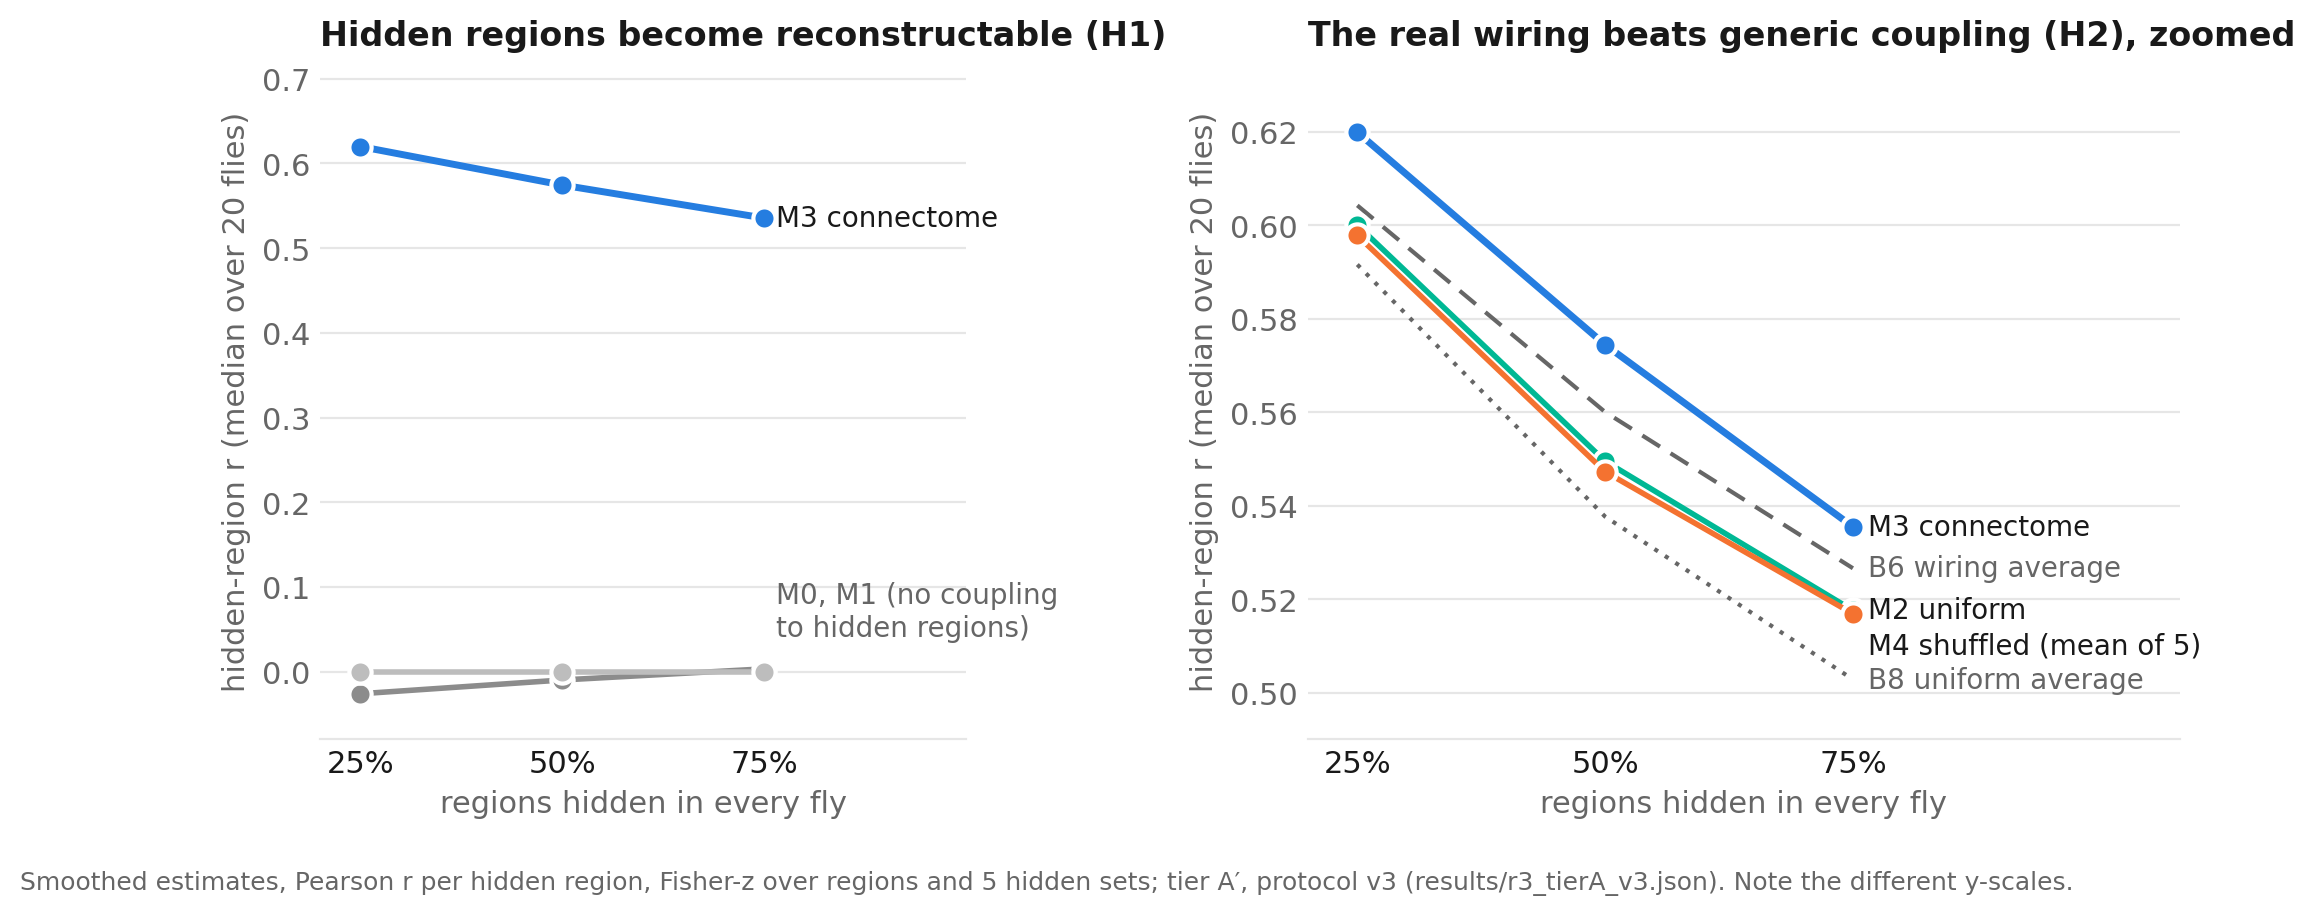 Hidden regions become reconstructable (H1)
hidden-region r (median over 20 flies)
0.7
0.6
0.5
0.4
0.3
0.2
0.1
0.0
M3 connectome
M0, M1 (no coupling
to hidden regions)
25%
50%
75%
regions hidden in every fly
The real wiring beats generic coupling (H2), zoomed
hidden-region r (median over 20 flies)
0.62
0.60
0.58
0.56
0.54
0.52
0.50
M3 connectome
B6 wiring average
M2 uniform
M4 shuffled (mean of 5)
B8 uniform average
25%
50%
75%
regions hidden in every fly
Smoothed estimates, Pearson r per hidden region, Fisher-z over regions and 5 hidden sets; tier A′, protocol v3 (results/r3_tierA_v3.json). Note the different y-scales.